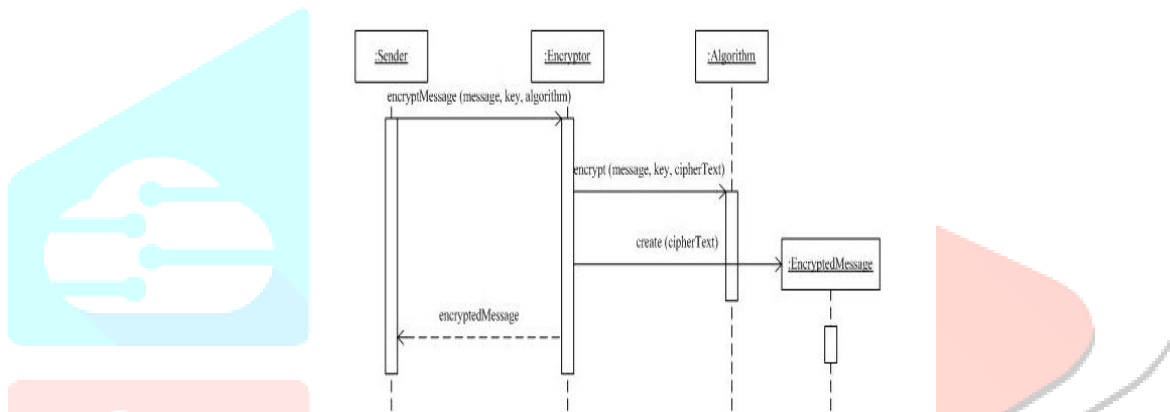 :Sender
:Encryptor
:Algorithm
encryptMessage (message, key, algorithm)
encrypt (message, key, cipherText)
create (cipherText)
:EncryptedMessage
encryptedMessage